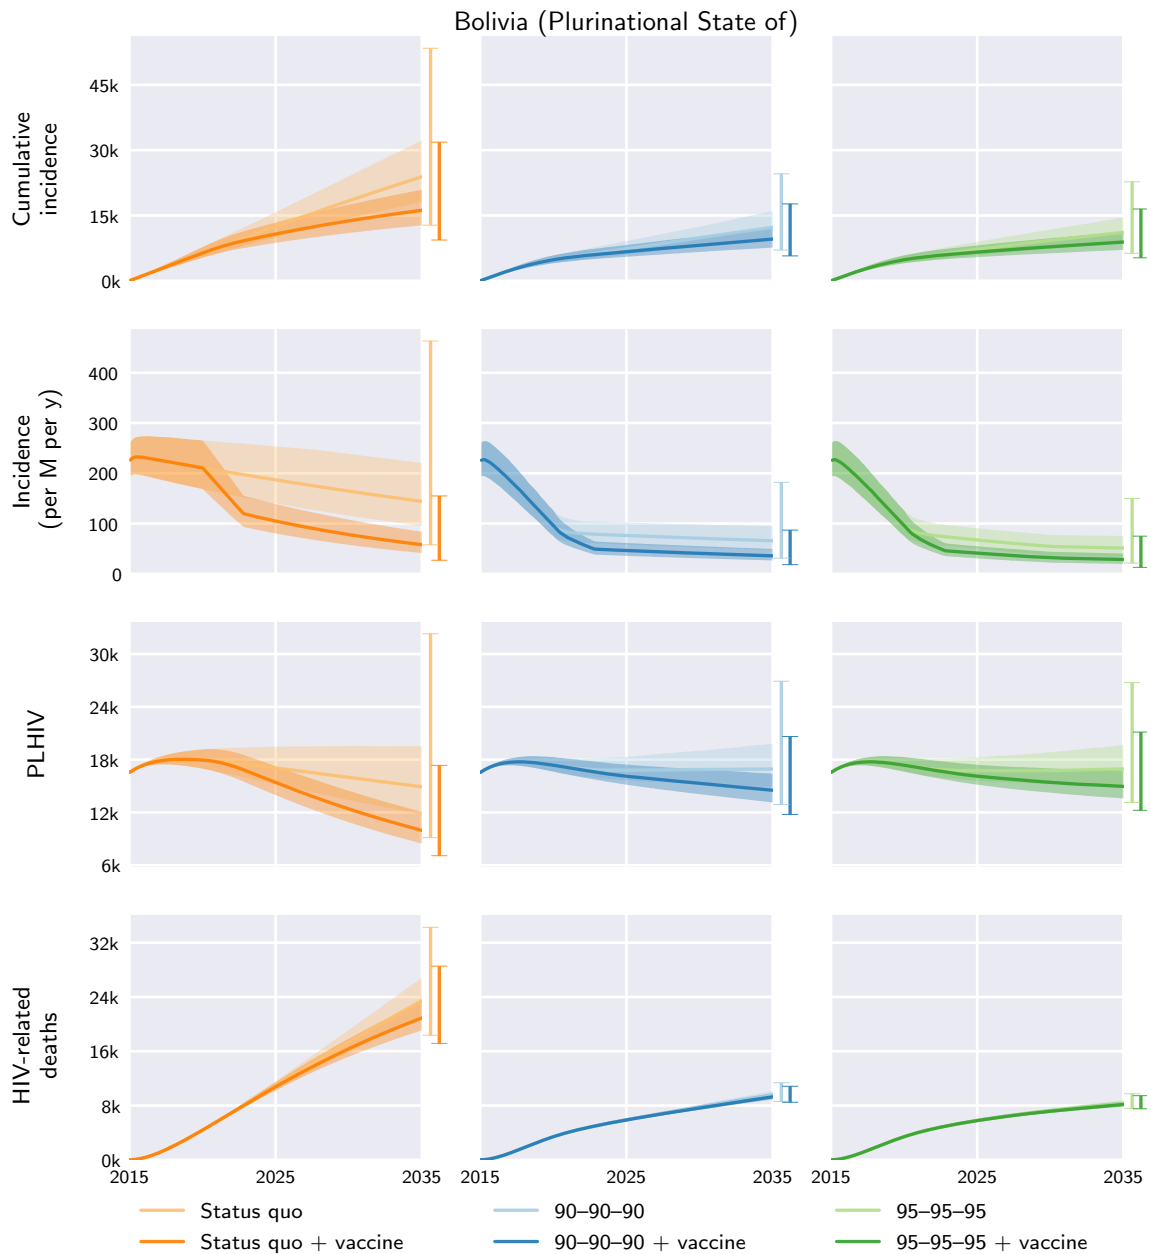 Bolivia (Plurinational State of)
Cumulative
incidence
45k
30k
15k
0k
Incidence
(per M per y)
400
300
200
100
0
PLHIV
30k
24k
18k
12k
6k
HIV-related
deaths
32k
24k
16k
8k
0k
2015 2025 2035 2015 2025 2035 2015 2025 2035
Status quo 90–90–90 95–95–95
Status quo + vaccine 90–90–90 + vaccine 95–95–95 + vaccine